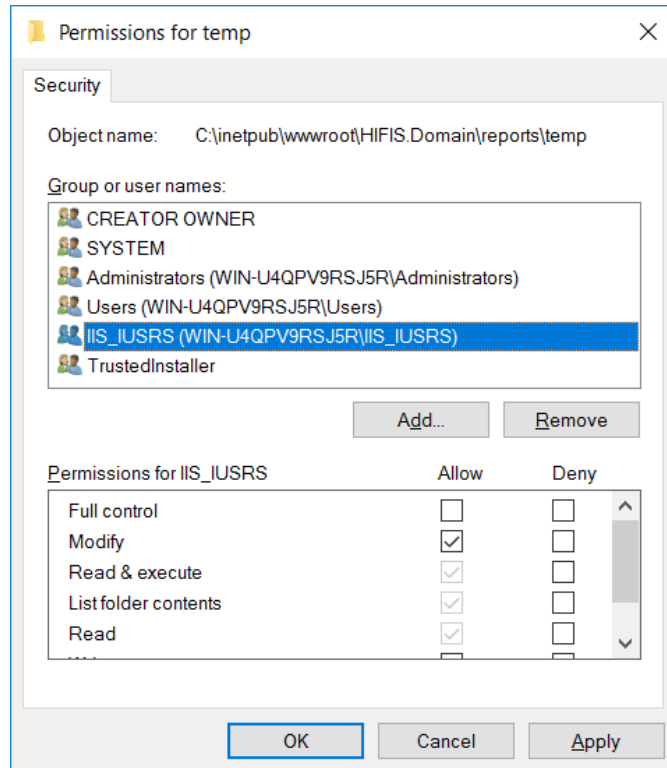 Permissions for temp
Security
Object name: C:\inetpub\wwwroot\HIFIS.Domain\reports\temp
Group or user names:
CREATOR OWNER
SYSTEM
Administrators (WIN-U4QPV9RSJ5R\Administrators)
Users (WIN-U4QPV9RSJ5R\Users)
IIS_IUSRS (WIN-U4QPV9RSJ5R\IIS_IUSRS)
TrustedInstaller
Add... Remove
Permissions for IIS_IUSRS Allow Deny
Full control
Modify
Read & execute
List folder contents
Read
OK Cancel Apply